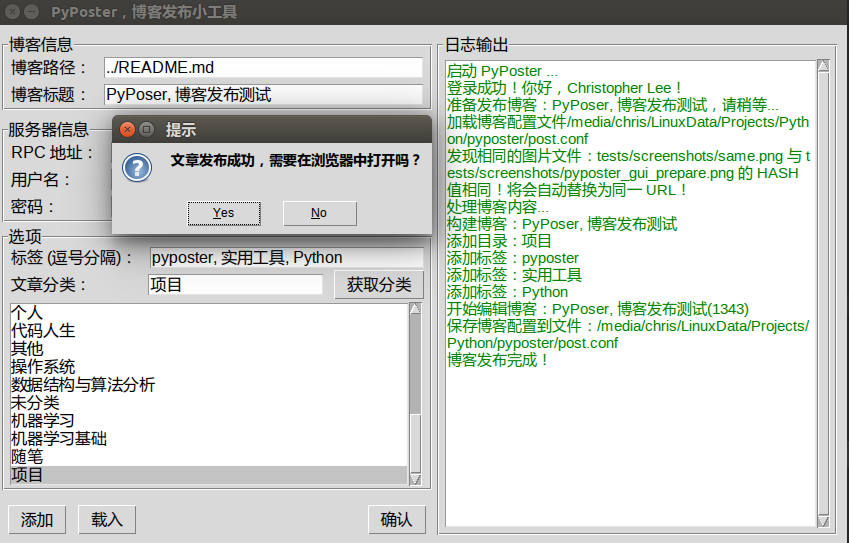 PyPoster，博客发布小工具
博客信息
博客路径：
../README.md
博客标题：
PyPoser, 博客发布测试
服务器信息
RPC 地址：
用户名：
密码：
提示
文章发布成功，需要在浏览器中打开吗？
Yes
No
选项
标签 (逗号分隔)：
pyposter, 实用工具, Python
文章分类：
项目
获取分类
个人
代码人生
其他
操作系统
数据结构与算法分析
未分类
机器学习
机器学习基础
随笔
项目
添加
载入
确认
日志输出
启动 PyPoster ...
登录成功！你好，Christopher Lee！
准备发布博客：PyPoser, 博客发布测试，请稍等...
加载博客配置文件/media/chris/LinuxData/Projects/Pyth
on/pyposter/post.conf
发现相同的图片文件：tests/screenshots/same.png 与 t
ests/screenshots/pyposter_gui_prepare.png 的 HASH
值相同！将会自动替换为同一 URL！
处理博客内容...
构建博客：PyPoser, 博客发布测试
添加目录：项目
添加标签：pyposter
添加标签：实用工具
添加标签：Python
开始编辑博客：PyPoser, 博客发布测试(1343)
保存博客配置到文件：/media/chris/LinuxData/Projects/
Python/pyposter/post.conf
博客发布完成！